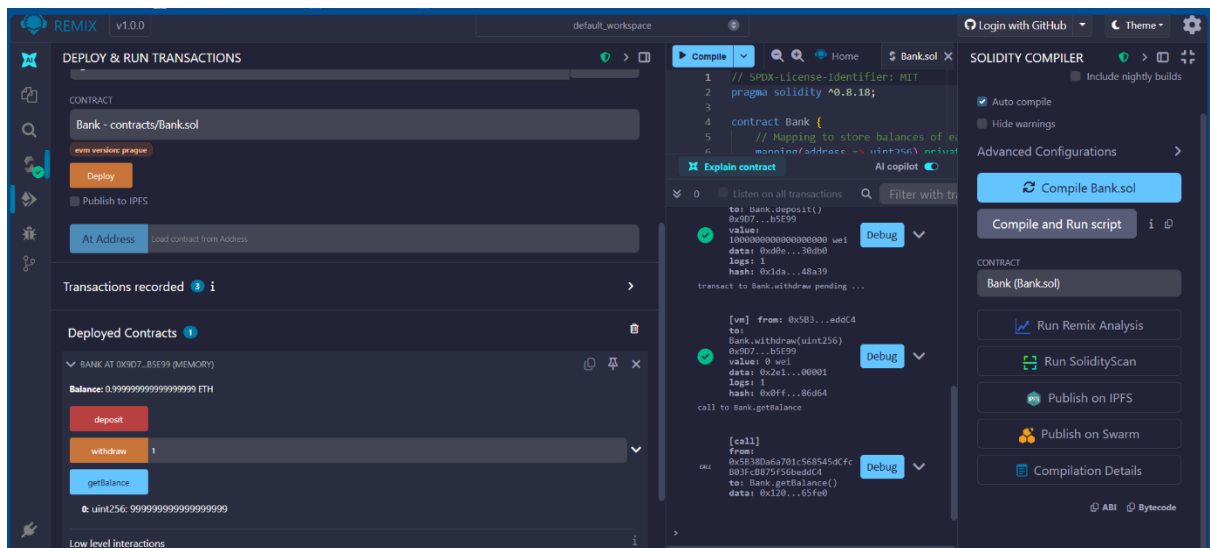 REMIX v1.0.0
default_workspace
Login with GitHub
Theme
DEPLOY & RUN TRANSACTIONS
CONTRACT
Bank - contracts/Bank.sol
evm version: prague
Deploy
Publish to IPFS
At Address Load contract from Address
Transactions recorded 3 i
Deployed Contracts 1
BANK AT 0X9D7...B5E99 (MEMORY)
Balance: 0.999999999999999999 ETH
deposit
withdraw 1
getBalance
0: uint256: 999999999999999999
Low level interactions i
Compile
Home
Bank.sol
1 // SPDX-License-Identifier: MIT
2 pragma solidity ^0.8.18;
3
4 contract Bank {
5 // Mapping to store balances of
6 mapping(address => uint256)
Explain contract AI copilot
0 Listen on all transactions Filter with
to: Bank.deposit()
0x9D7...b5E99
value:
1000000000000000000 wei
data: 0xd0e...30db0
logs: 1
hash: 0x1da...48a39
Debug
transact to Bank.withdraw pending ...
[vm] from: 0x5B3...eddC4
to:
Bank.withdraw(uint256)
0x9D7...b5E99
value: 0 wei
data: 0x2e1...00001
logs: 1
hash: 0x0ff...86d64
Debug
call to Bank.getBalance
[call]
from:
0x5B38Da6a701c568545dCfc
B03FcB875f56beddC4
to: Bank.getBalance()
data: 0x120...65fe0
CALL
Debug
>
SOLIDITY COMPILER
Include nightly builds
Auto compile
Hide warnings
Advanced Configurations
Compile Bank.sol
Compile and Run script i
CONTRACT
Bank (Bank.sol)
Run Remix Analysis
Run SolidityScan
Publish on IPFS
Publish on Swarm
Compilation Details
ABI Bytecode